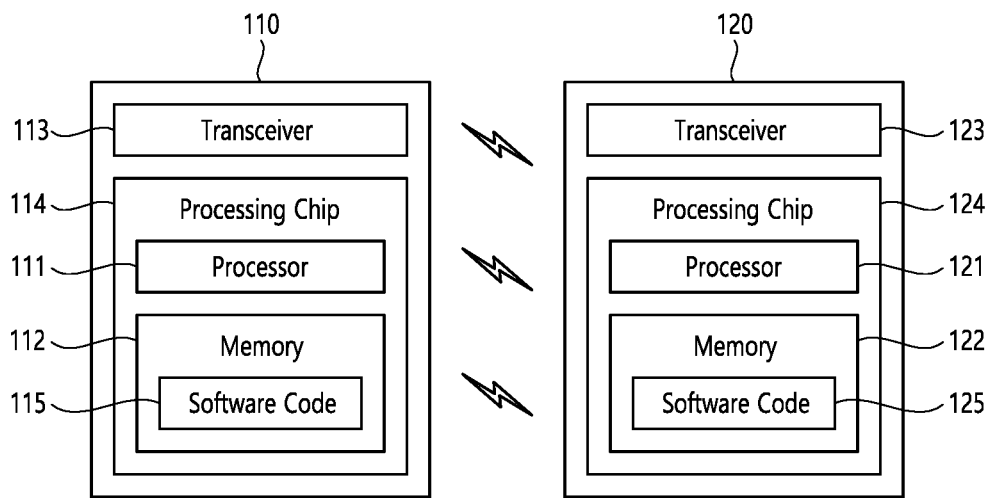 110
120
113
Transceiver
Transceiver
123
114
Processing Chip
Processing Chip
124
111
Processor
Processor
121
112
Memory
Memory
122
115
Software Code
Software Code
125